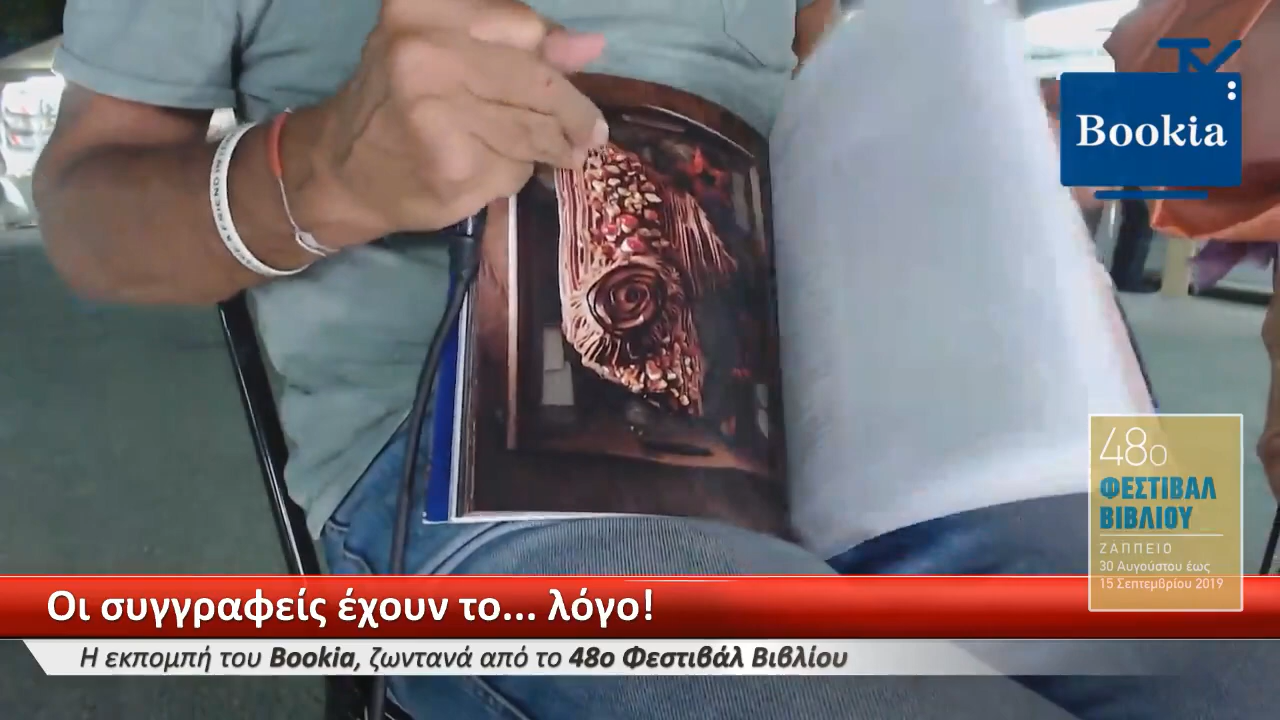 TV
Bookia
48ο
ΦΕΣΤΙΒΑΛ
ΒΙΒΛΙΟΥ
ΖΑΠΠΕΙΟ
30 Αυγούστου έως
15 Σεπτεμβρίου 2019
Οι συγγραφείς έχουν το... λόγο!
Η εκπομπή του Bookia, ζωντανά από το 48ο Φεστιβάλ Βιβλίου